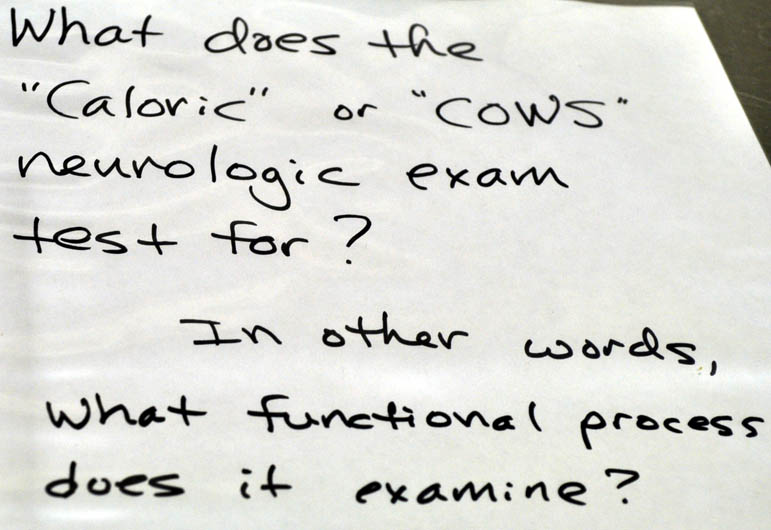 What does the
"Caloric" or "COWS"
neurologic exam
test for?
In other words,
what functional process
does it examine?